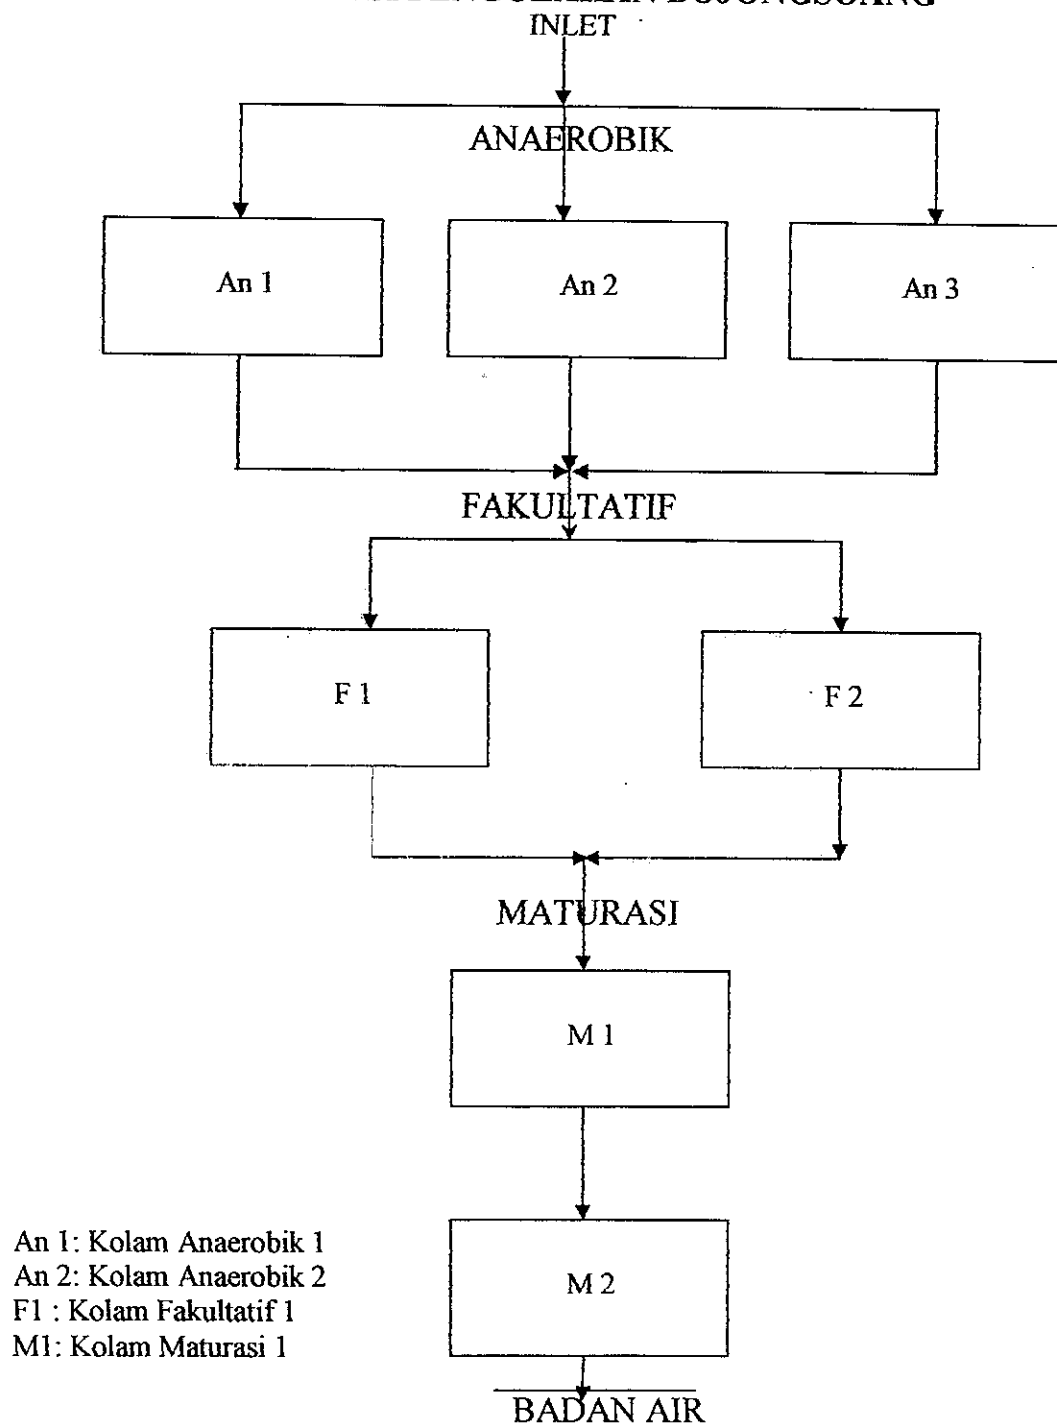 BOJONGSOANG
INLET
ANAEROBIK
An 1
An 2
An 3
FAKULTATIF
F 1
F 2
MATURASI
M 1
M 2
An 1: Kolam Anaerobik 1
An 2: Kolam Anaerobik 2
F1 : Kolam Fakultatif 1
M1: Kolam Maturasi 1
BADAN AIR